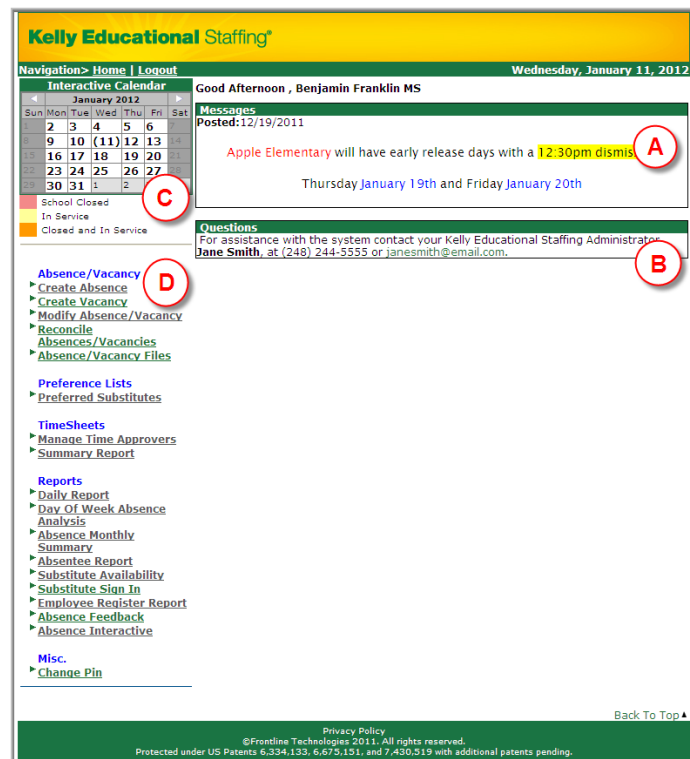 Kelly Educational Staffing®
Navigation> Home | Logout
Wednesday, January 11, 2012
Interactive Calendar
January 2012
Sun Mon Tue Wed Thu Fri Sat
1 2 3 4 5 6 7
8 9 10 (11) 12 13 14
15 16 17 18 19 20 21
22 23 24 25 26 27
29 30 31 1 2
School Closed
In Service
Closed and In Service
C
Good Afternoon , Benjamin Franklin MS
Messages
Posted:12/19/2011
Apple Elementary will have early release days with a 12:30pm
A
Thursday January 19th and Friday January 20th
Questions
For assistance with the system contact your Kelly Educational Staffing Administrator
Jane Smith, at (248) 244-5555 or janesmith@email.com.
B
Absence/Vacancy
D
Create Absence
Create Vacancy
Modify Absence/Vacancy
Reconcile
Absences/Vacancies
Absence/Vacancy Files
Preference Lists
Preferred Substitutes
TimeSheets
Manage Time Approvers
Summary Report
Reports
Daily Report
Day Of Week Absence
Analysis
Absence Monthly
Summary
Absentee Report
Substitute Availability
Substitute Sign In
Employee Register Report
Absence Feedback
Absence Interactive
Misc.
Change Pin
Back To Top
Privacy Policy
©Frontline Technologies 2011. All rights reserved.
Protected under US Patents 6,334,133, 6,675,151, and 7,430,519 with additional patents pending.